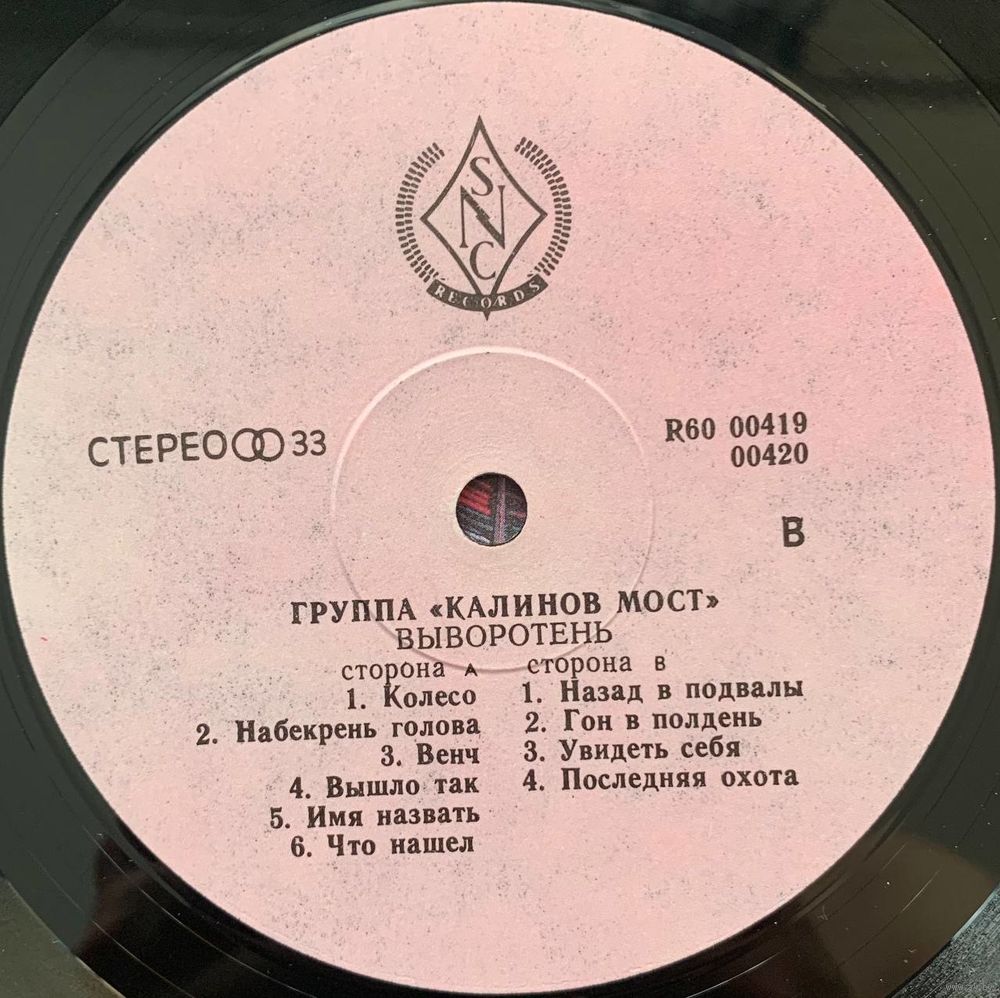 SNC
RECORDS
СТЕРЕО 33
R60 00419
00420
B
ГРУППА «КАЛИНОВ МОСТ»
ВЫВОРОТЕНЬ
сторона А
1. Колесо
2. Набекрень голова
3. Венч
4. Вышло так
5. Имя назвать
6. Что нашел
сторона в
1. Назад в подвалы
2. Гон в полдень
3. Увидеть себя
4. Последняя охота